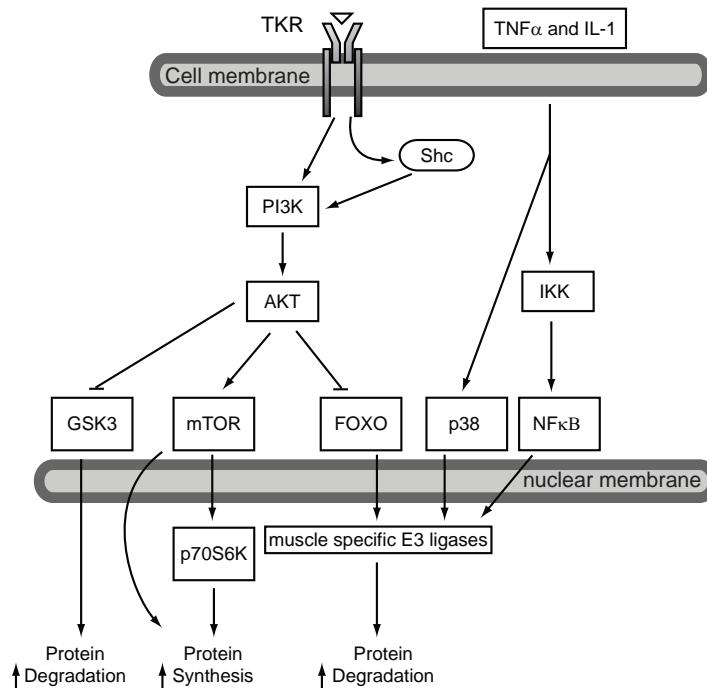 TKR
TNFα and IL-1
Cell membrane
Shc
PI3K
AKT
IKK
GSK3
mTOR
FOXO
p38
NFκB
nuclear membrane
p70S6K
muscle specific E3 ligases
Protein
Degradation
Protein
Synthesis
Protein
Degradation